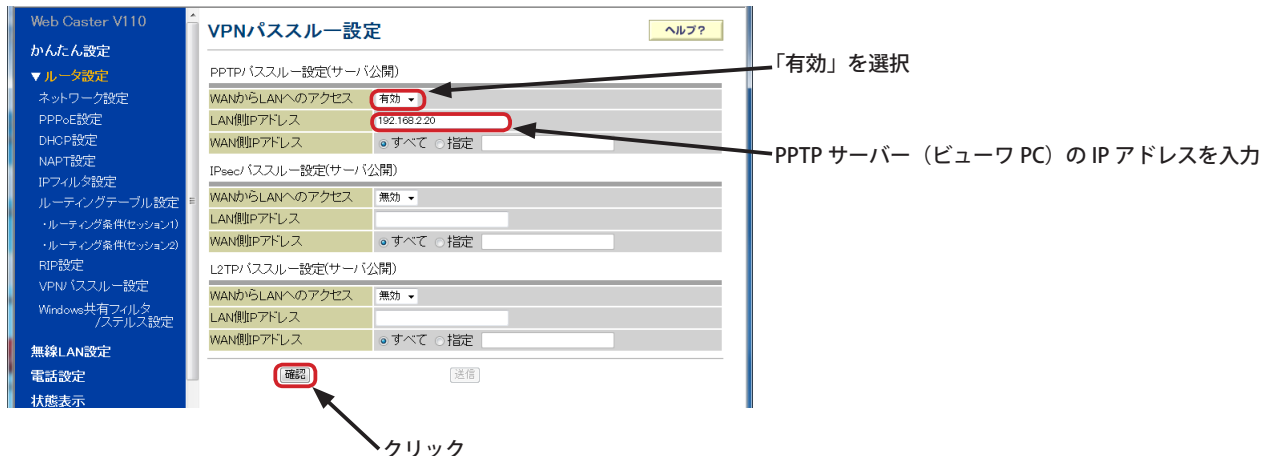 Web Caster V110
かんたん設定
▼ルータ設定
ネットワーク設定
PPPoE設定
DHCP設定
NAPT設定
IPフィルタ設定
ルーティングテーブル設定
・ルーティング条件(セッション1)
・ルーティング条件(セッション2)
RIP設定
VPNパススルー設定
Windows共有フィルタ
/ステルス設定
無線LAN設定
電話設定
状態表示
VPNパススルー設定
ヘルプ?
PPTPパススルー設定(サーバ公開)
WANからLANへのアクセス 有効
LAN側IPアドレス 192.168.2.20
WAN側IPアドレス すべて 指定
IPsecパススルー設定(サーバ公開)
WANからLANへのアクセス 無効
LAN側IPアドレス
WAN側IPアドレス すべて 指定
L2TPパススルー設定(サーバ公開)
WANからLANへのアクセス 無効
LAN側IPアドレス
WAN側IPアドレス すべて 指定
確認 送信
「有効」を選択
PPTP サーバー（ビューワ PC）の IP アドレスを入力
クリック